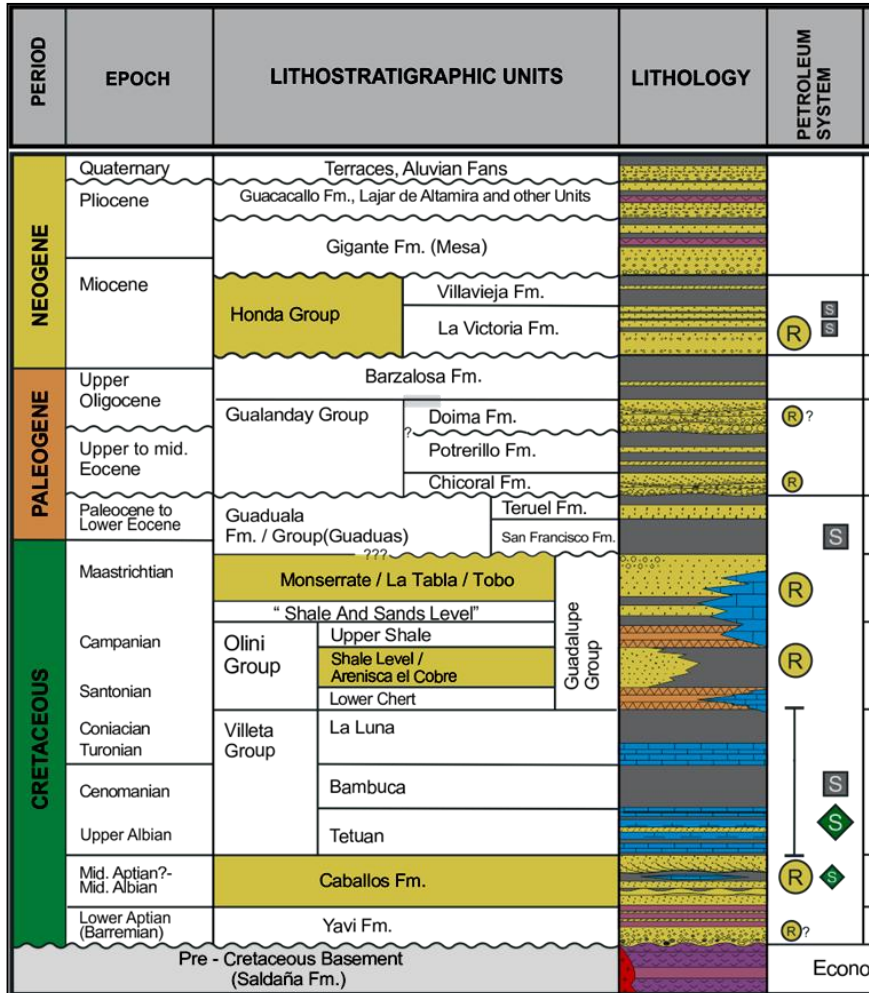 PERIOD
EPOCH
LITHOSTRATIGRAPHIC UNITS
LITHOLOGY
PETROLEUM
SYSTEM
NEOGENE
Quaternary
Terraces, Aluvian Fans
Pliocene
Guacacallo Fm., Lajar de Altamira and other Units
Gigante Fm. (Mesa)
Miocene
Honda Group
Villavieja Fm.
La Victoria Fm.
R
S
S
PALEOGENE
Upper
Oligocene
Barzalosa Fm.
Gualanday Group
Doima Fm.
?
R ?
Upper to mid.
Eocene
Potrerillo Fm.
Chicoral Fm.
R
Paleocene to
Lower Eocene
Guaduala
Fm. / Group(Guaduas)
Teruel Fm.
San Francisco Fm.
S
???
CRETACEOUS
Maastrichtian
Monserrate / La Tabla / Tobo
R
" Shale And Sands Level"
Guadalupe
Group
Campanian
Olini
Group
Upper Shale
Shale Level /
Arenisca el Cobre
R
Santonian
Lower Chert
Coniacian
Turonian
Villeta
Group
La Luna
Cenomanian
Bambuca
S
Upper Albian
Tetuan
S
Mid. Aptian?-
Mid. Albian
Caballos Fm.
R
S
Lower Aptian
(Barremian)
Yavi Fm.
R ?
Pre - Cretaceous Basement
(Saldaña Fm.)
Econo